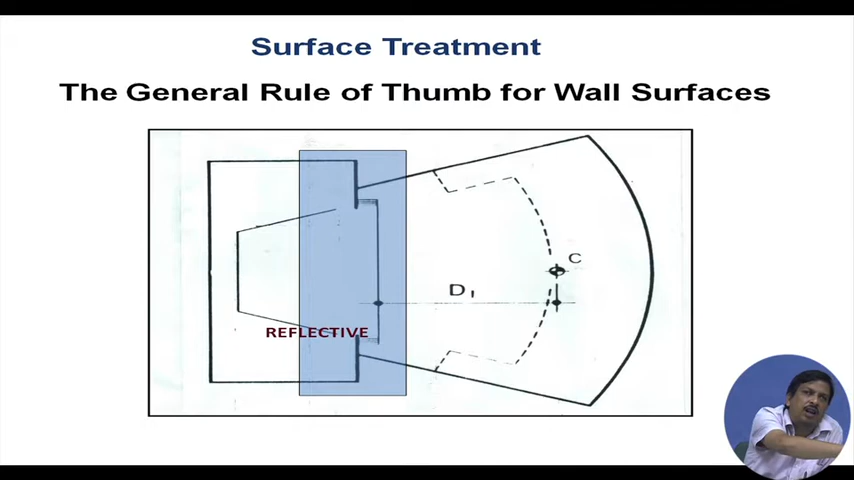 Surface Treatment
The General Rule of Thumb for Wall Surfaces
C
D₁
REFLECTIVE